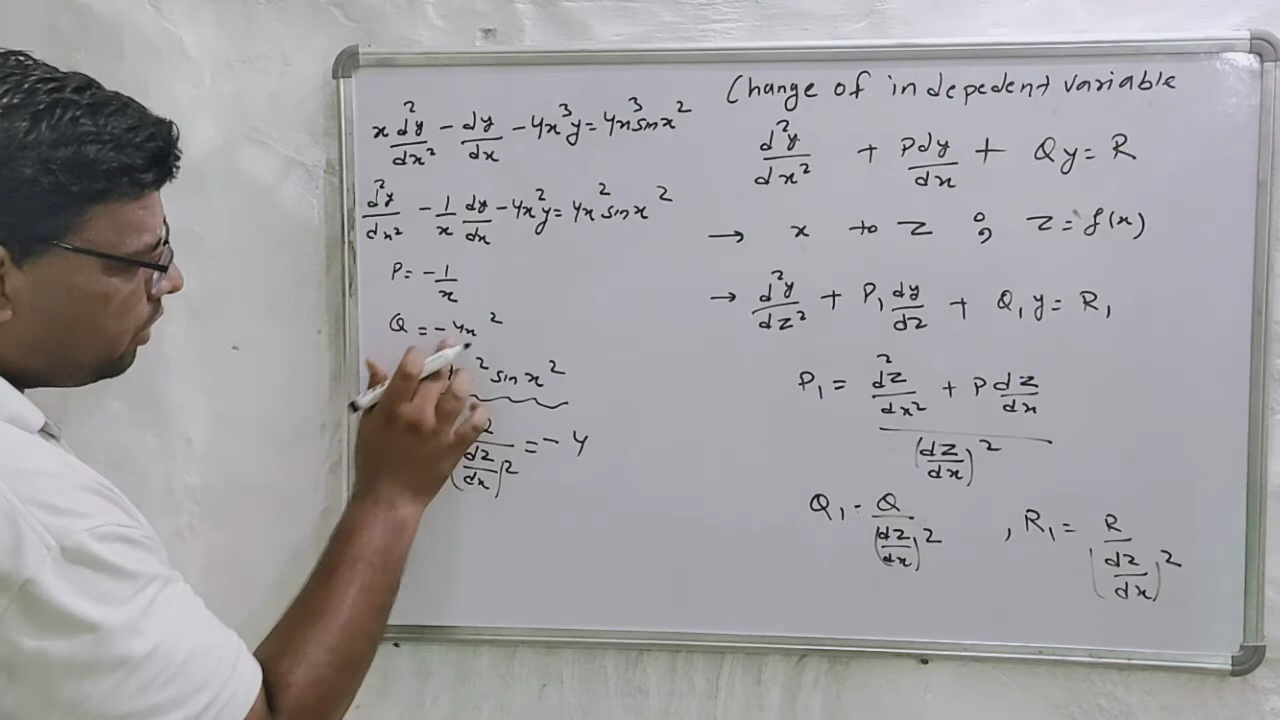 x d²y/dx² - dy/dx - 4x³y = 4x³ sin x²
d²y/dx² - 1/x dy/dx - 4x²y = 4x² sin x²
P = -1/x
Q = -4x²
² sin x²
(dz/dx)² = -4
Change of indepedent variable
d²y/dx² + P dy/dx + Qy = R
→ x to z ; z = f(x)
→ d²y/dz² + P₁ dy/dz + Q₁y = R₁
P₁ = (d²z/dx² + P dz/dx) / (dz/dx)²
Q₁ = Q/(dz/dx)² , R₁ = R/(dz/dx)²